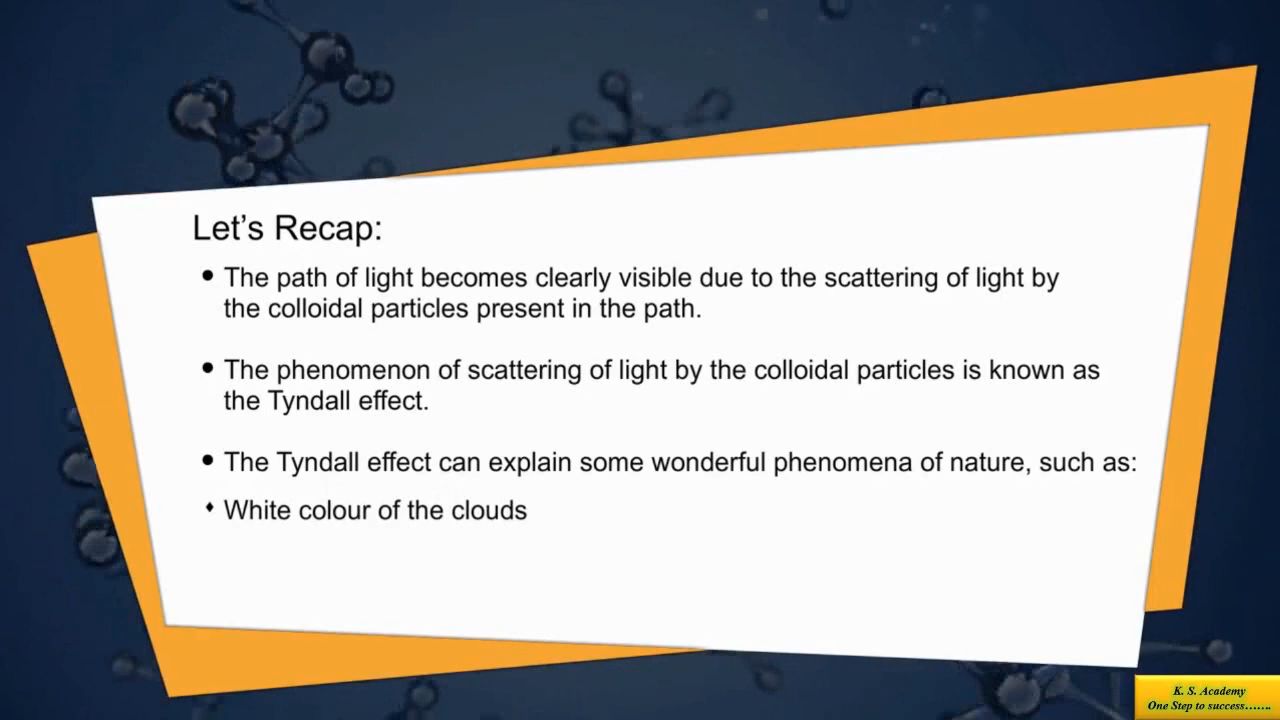 Let’s Recap:
• The path of light becomes clearly visible due to the scattering of light by
the colloidal particles present in the path.
• The phenomenon of scattering of light by the colloidal particles is known as
the Tyndall effect.
• The Tyndall effect can explain some wonderful phenomena of nature, such as:
♦ White colour of the clouds
K. S. Academy
One Step to success…….